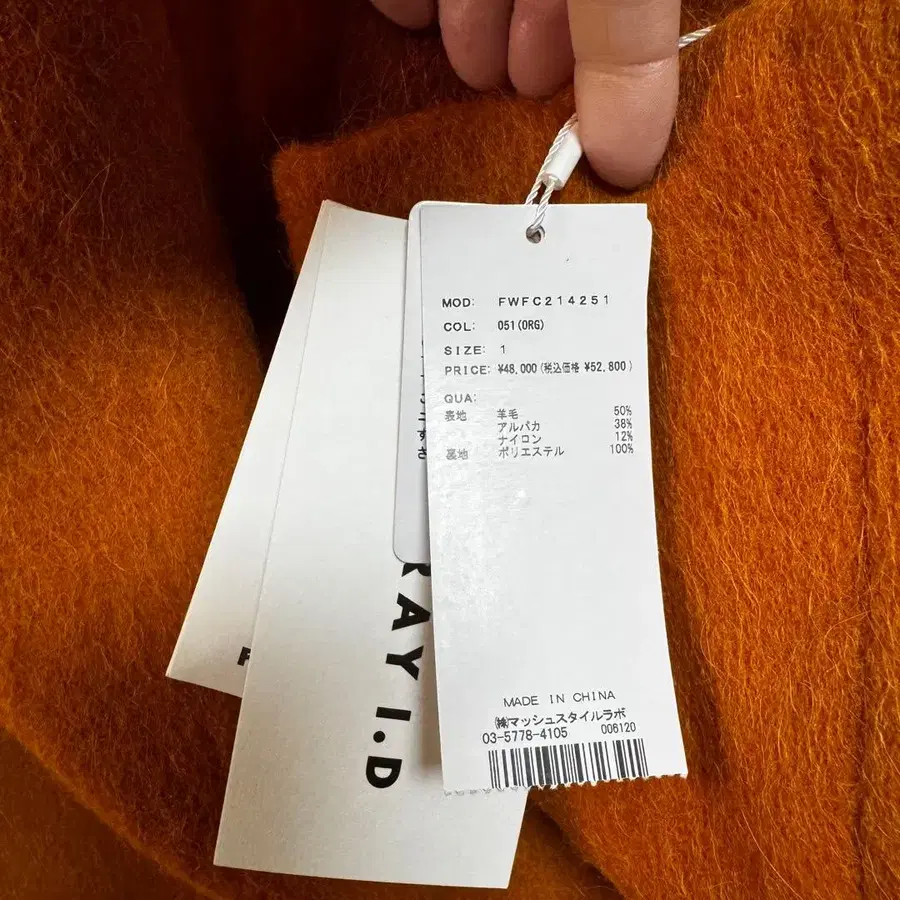 MOD: FWFC214251
COL: 051(ORG)
SIZE: 1
PRICE: ¥48,000(税込価格 ¥52,800)
QUA:
表地 羊毛 50%
アルパカ 38%
ナイロン 12%
裏地 ポリエステル 100%
MADE IN CHINA
㈱マッシュスタイルラボ
03-5778-4105 006120
RAY I.D
F